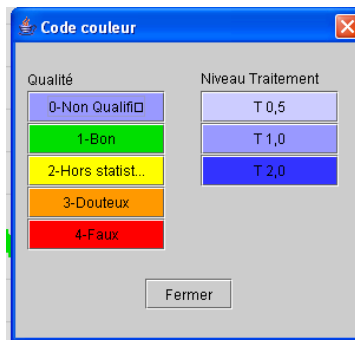 Code couleur
Qualité
0-Non Qualifi□
1-Bon
2-Hors statist...
3-Douteux
4-Faux
Niveau Traitement
T 0,5
T 1,0
T 2,0
Fermer